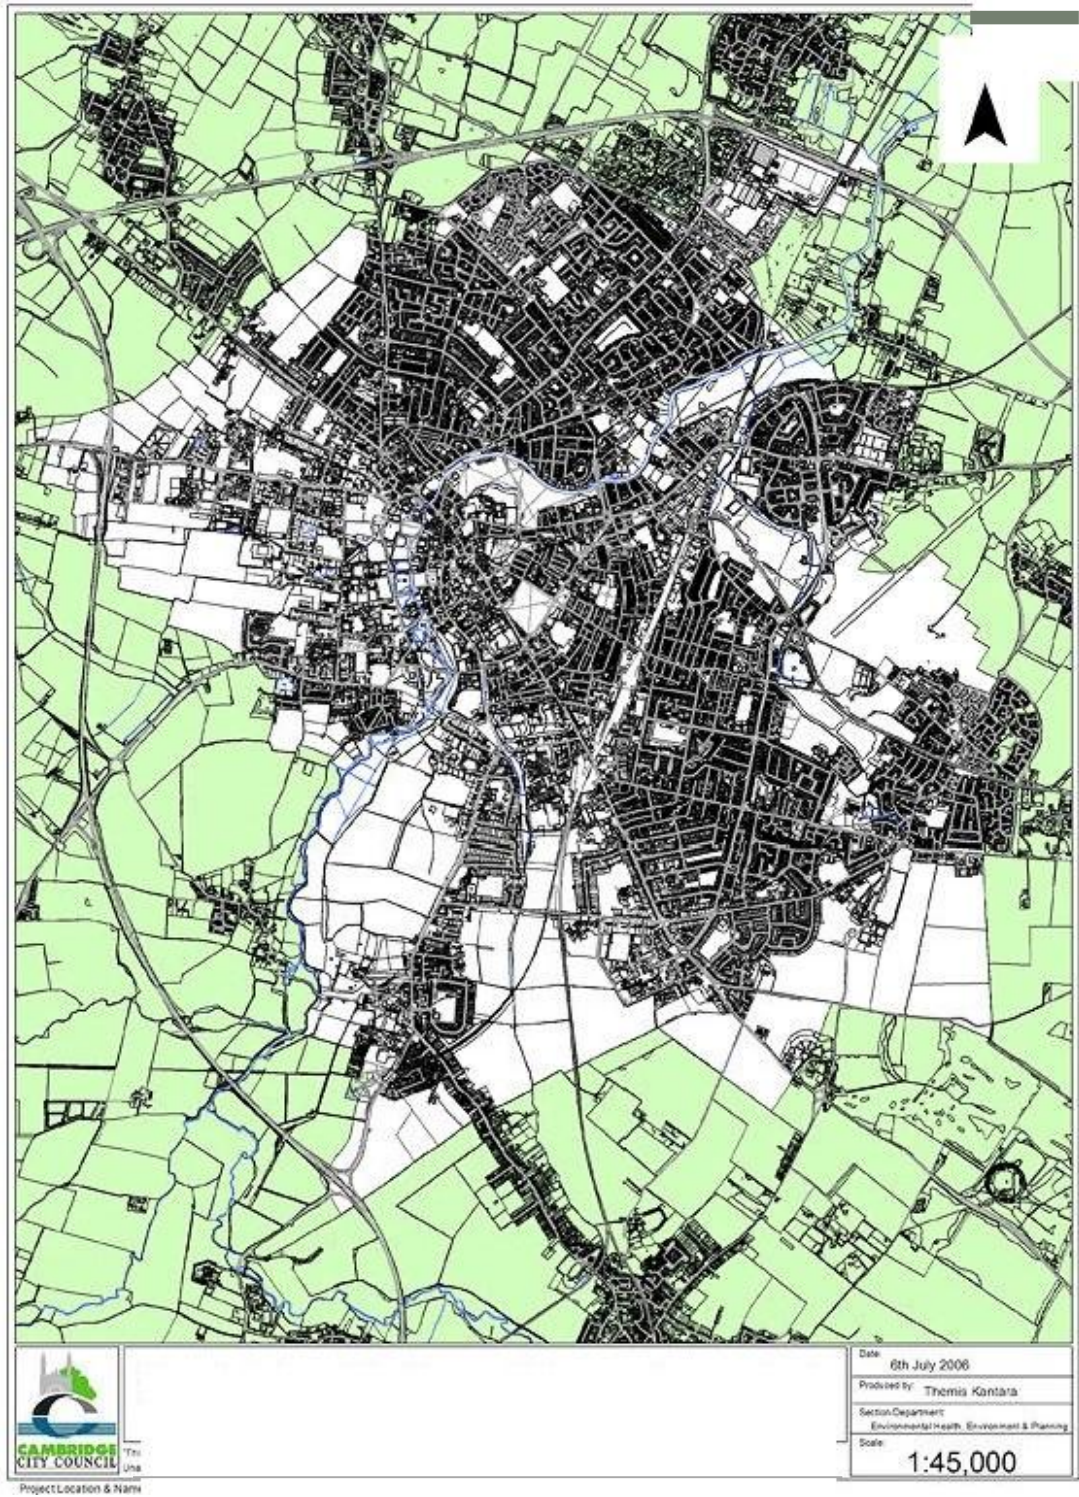 CAMBRIDGE
CITY COUNCIL
Date:
6th July 2006
Produced by: Themis Kantara
Section/Department:
Environmental Health, Environment & Planning
Scale:
1:45,000
Project Location & Name